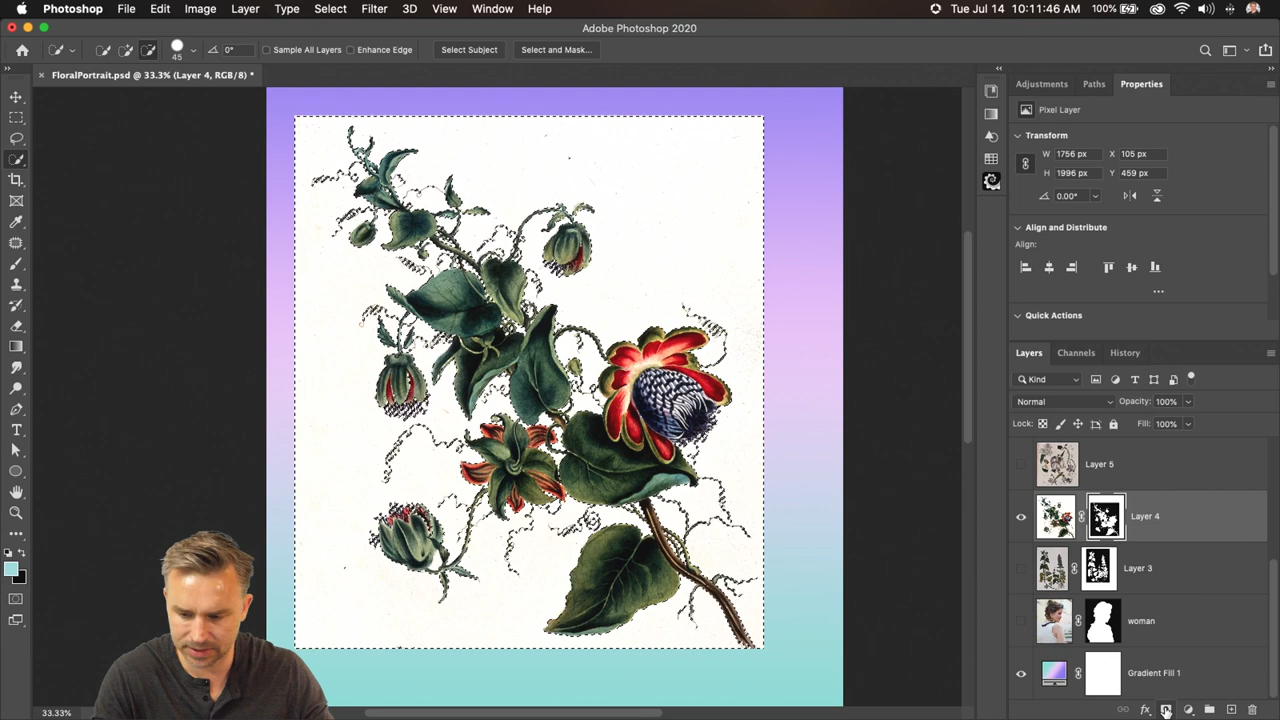 Photoshop File Edit Image Layer Type Select Filter 3D View Window Help 100% Tue Jul 14 10:11:46 AM
Adobe Photoshop 2020
45 0° Sample All Layers Enhance Edge Select Subject Select and Mask...
FloralPortrait.psd @ 33.3% (Layer 4, RGB/8) *
Adjustments Paths Properties
Pixel Layer
Transform
W 1756 px X 105 px
H 1996 px Y 459 px
0.00°
Align and Distribute
Align:
Quick Actions
Layers Channels History
Kind
Normal Opacity: 100%
Lock: Fill: 100%
Layer 5
Layer 4
Layer 3
woman
Gradient Fill 1
fx
33.33%